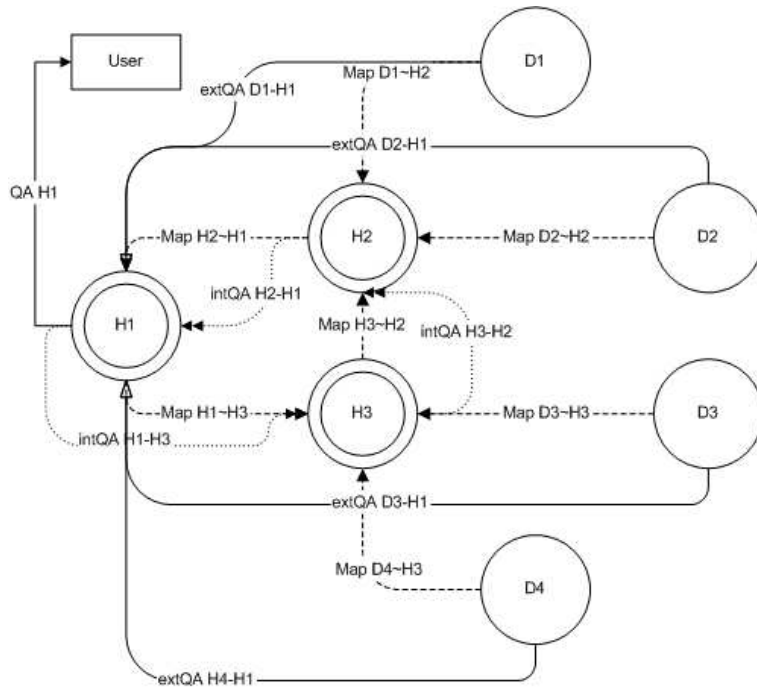 User
D1
Map D1~H2
extQA D1-H1
extQA D2-H1
QA H1
Map H2~H1
H2
Map D2~H2
D2
intQA H2-H1
H1
Map H3~H2
intQA H3-H2
Map H1~H3
H3
Map D3~H3
D3
intQA H1-H3
extQA D3-H1
Map D4~H3
D4
extQA H4-H1